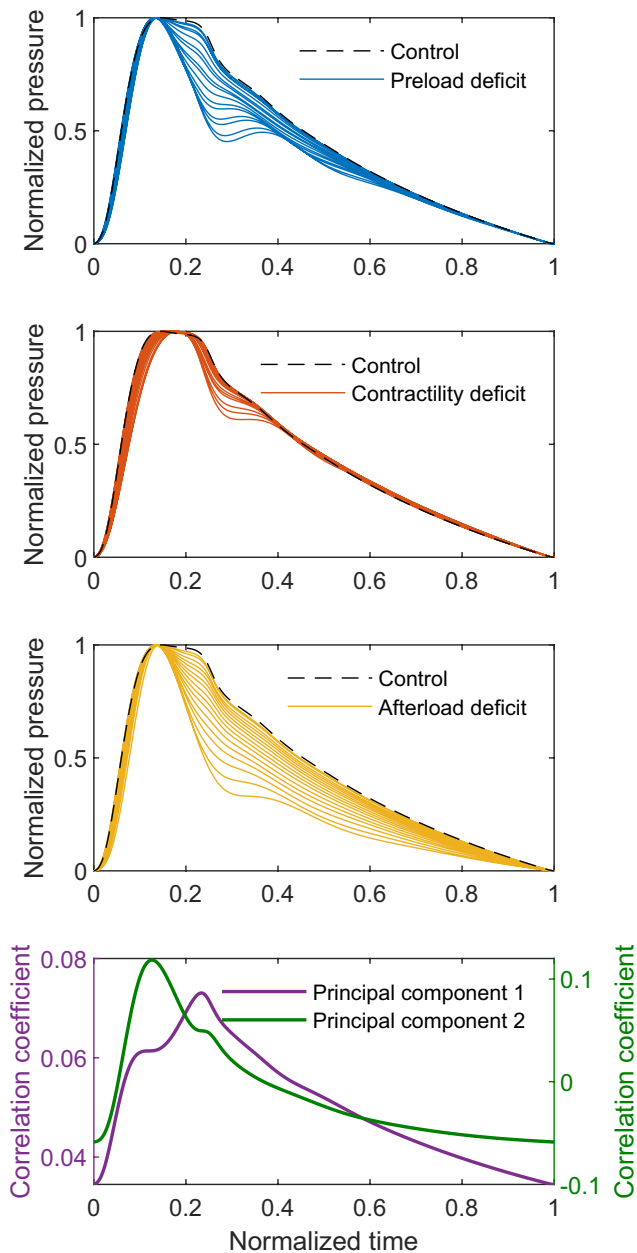 Normalized pressure
1
0.5
0
Control
Preload deficit
0 0.2 0.4 0.6 0.8 1
Normalized pressure
1
0.5
0
Control
Contractility deficit
0 0.2 0.4 0.6 0.8 1
Normalized pressure
1
0.5
0
Control
Afterload deficit
0 0.2 0.4 0.6 0.8 1
Correlation coefficient
0.08
0.06
0.04
Principal component 1
Principal component 2
0.1
0
-0.1
Correlation coefficient
0 0.2 0.4 0.6 0.8 1
Normalized time